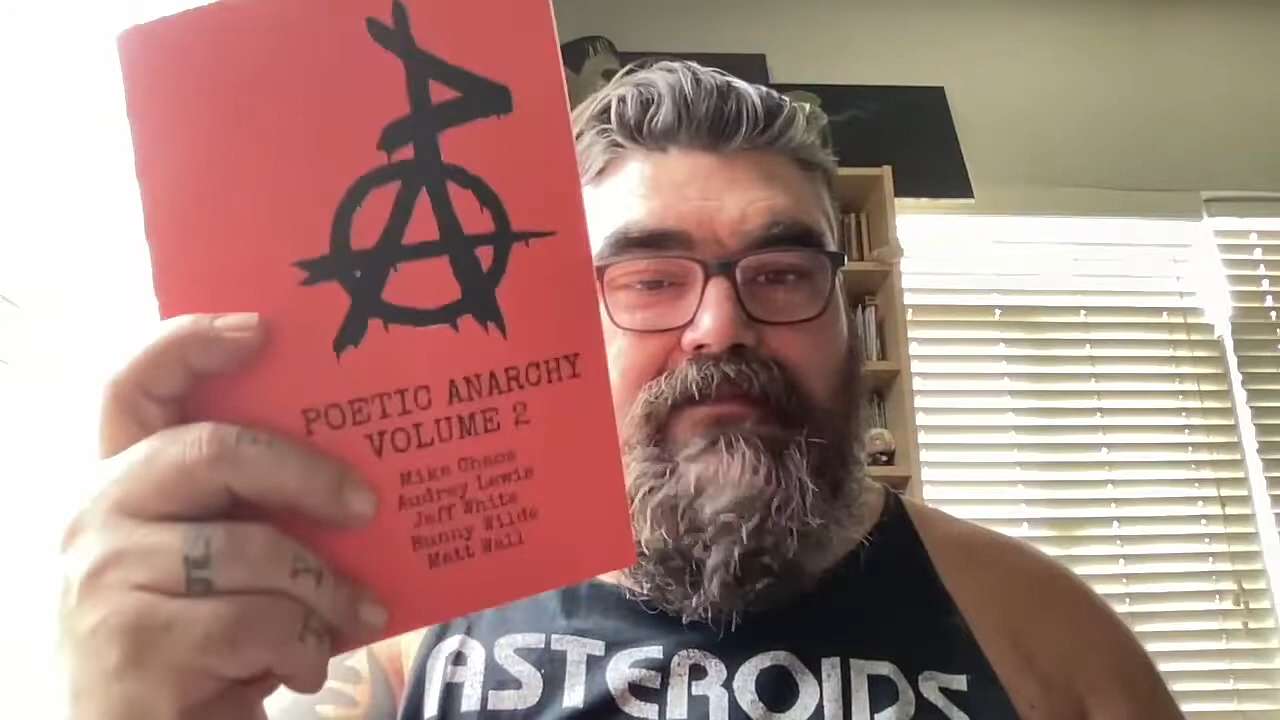 POETIC ANARCHY
VOLUME 2
Mike Chaos
Audrey Lewis
Jeff White
Bunny Wilde
Matt Wall
ASTEROIDS